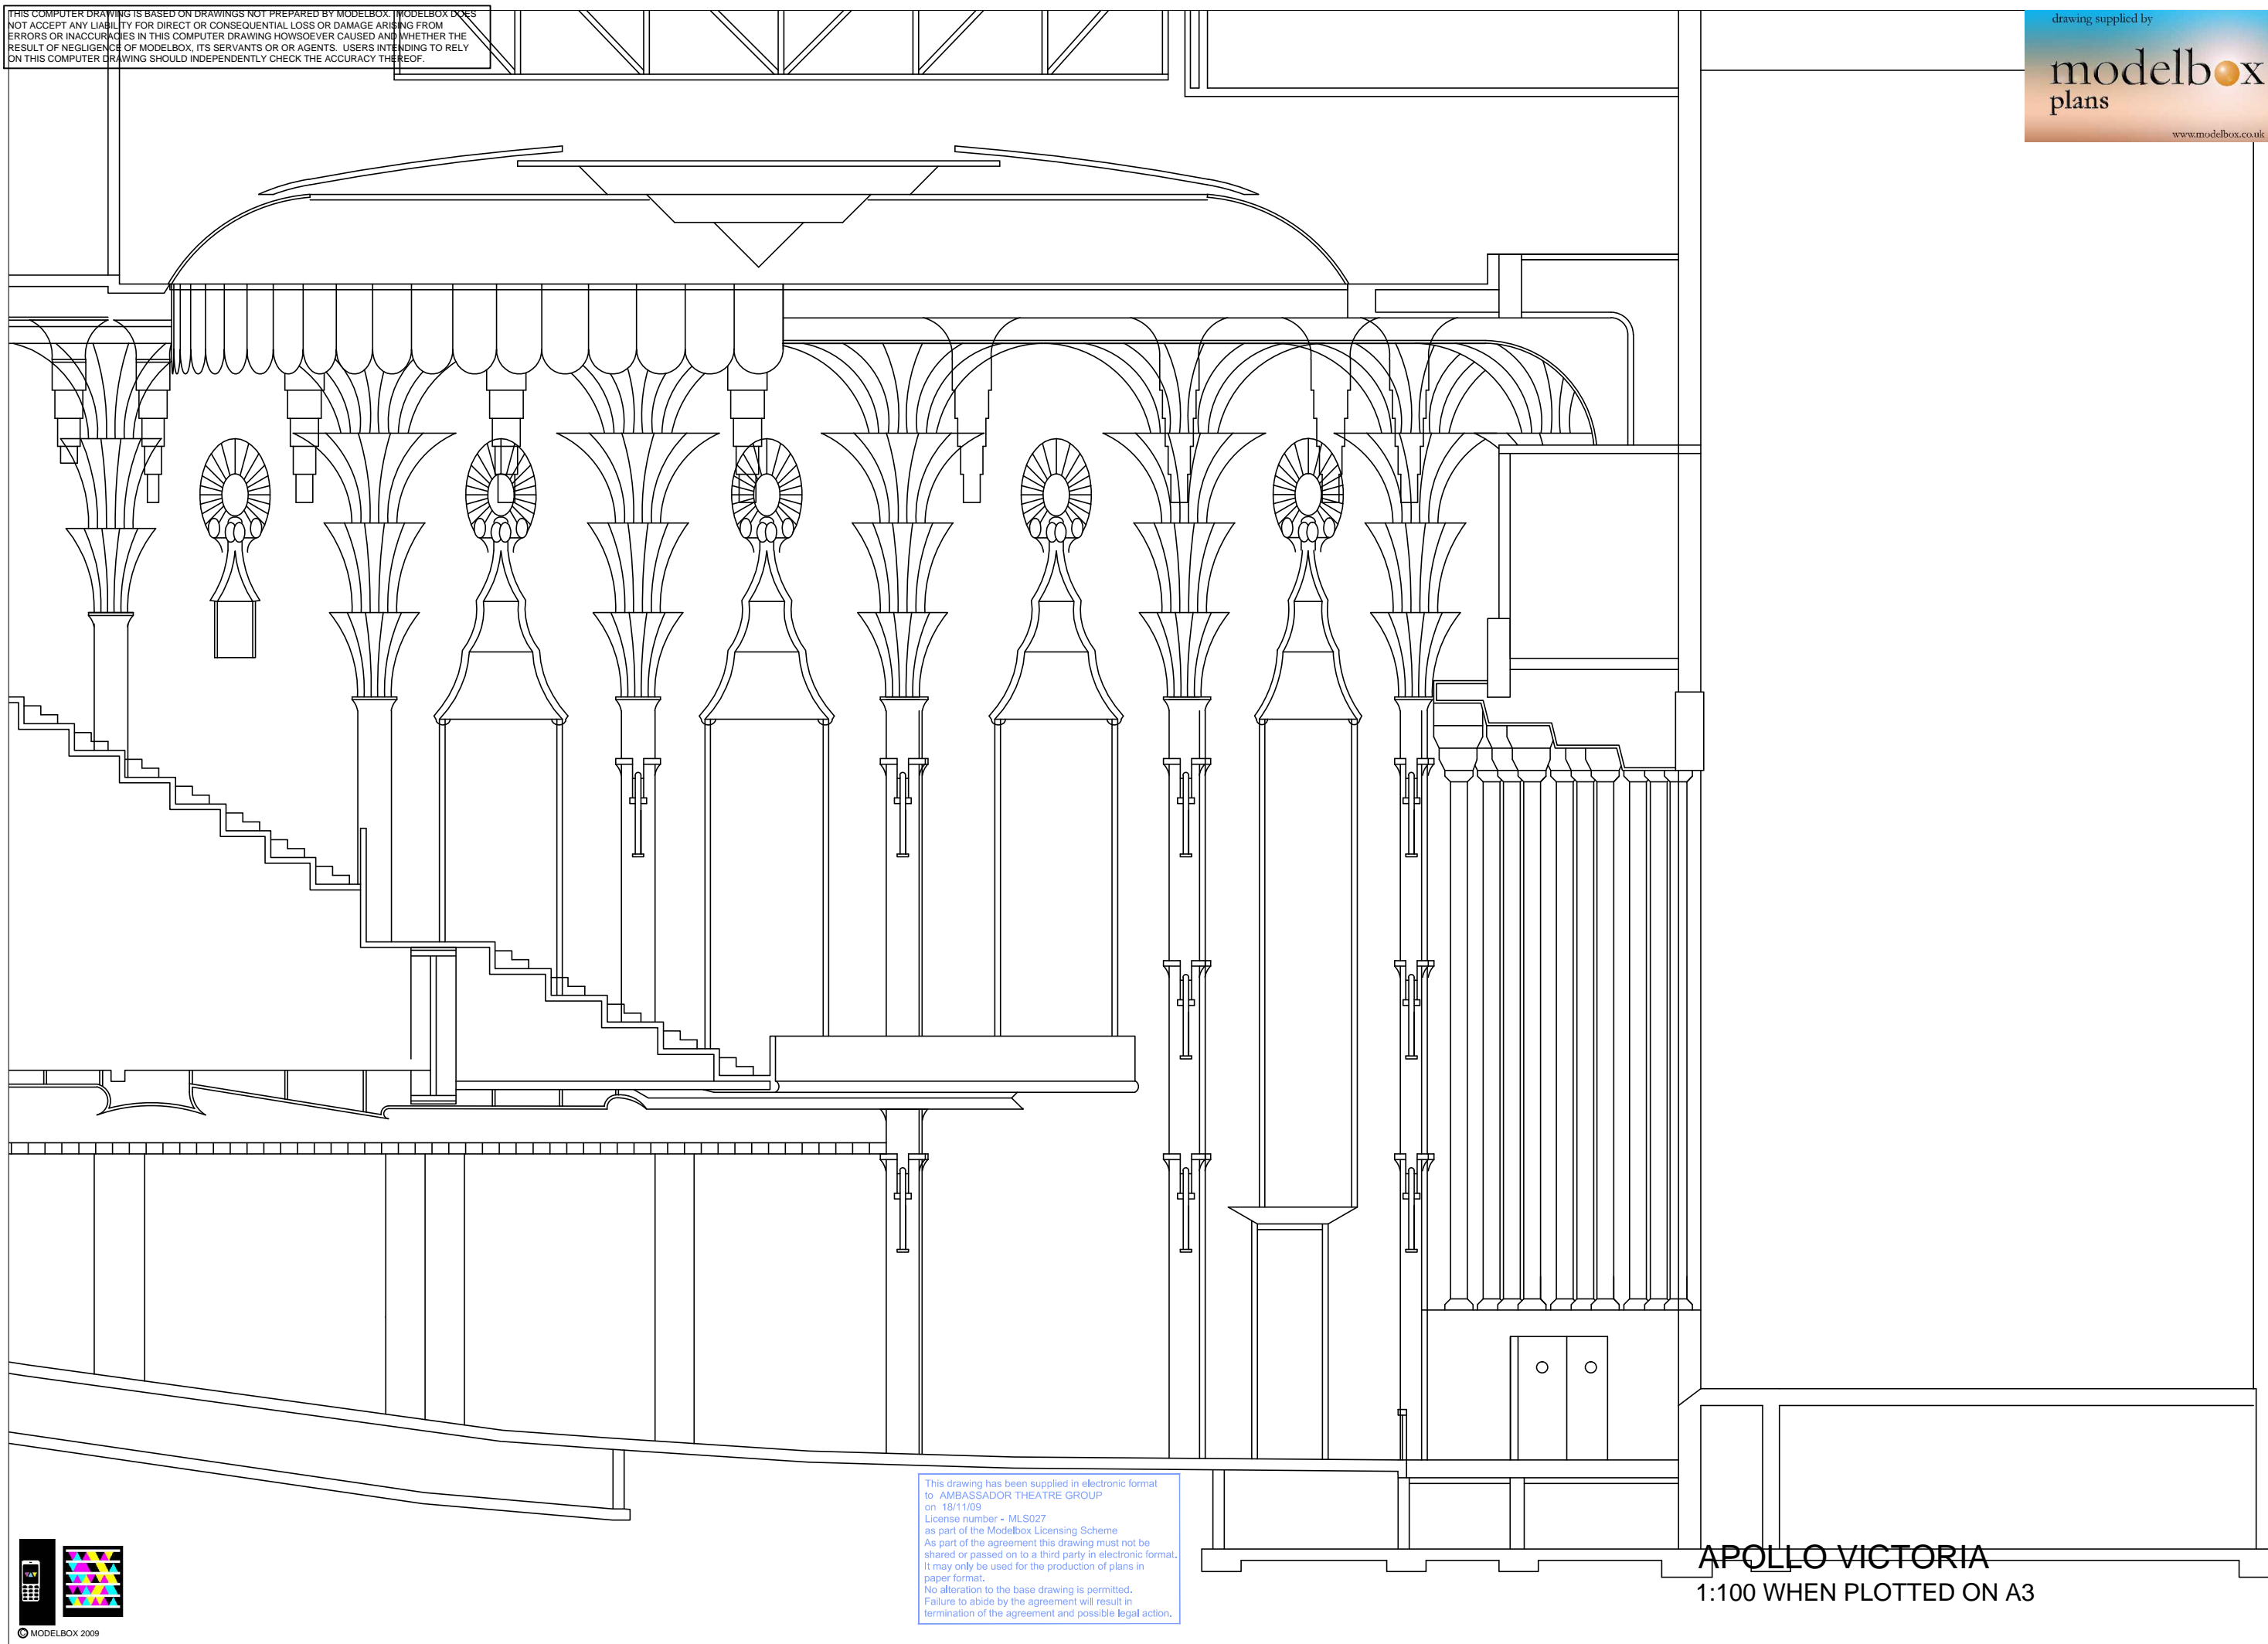 THIS COMPUTER DRAWING IS BASED ON DRAWINGS NOT PREPARED BY MODELBOX. MODELBOX DOES
NOT ACCEPT ANY LIABILITY FOR DIRECT OR CONSEQUENTIAL LOSS OR DAMAGE ARISING FROM
ERRORS OR INACCURACIES IN THIS COMPUTER DRAWING HOWSOEVER CAUSED AND WHETHER THE
RESULT OF NEGLIGENCE OF MODELBOX, ITS SERVANTS OR OR AGENTS. USERS INTENDING TO RELY
ON THIS COMPUTER DRAWING SHOULD INDEPENDENTLY CHECK THE ACCURACY THEREOF.
drawing supplied by
modelbox
plans
www.modelbox.co.uk
This drawing has been supplied in electronic format
to AMBASSADOR THEATRE GROUP
on 18/11/09
License number - MLS027
as part of the Modelbox Licensing Scheme
As part of the agreement this drawing must not be
shared or passed on to a third party in electronic format.
It may only be used for the production of plans in
paper format.
No alteration to the base drawing is permitted.
Failure to abide by the agreement will result in
termination of the agreement and possible legal action.
APOLLO VICTORIA
1:100 WHEN PLOTTED ON A3
© MODELBOX 2009